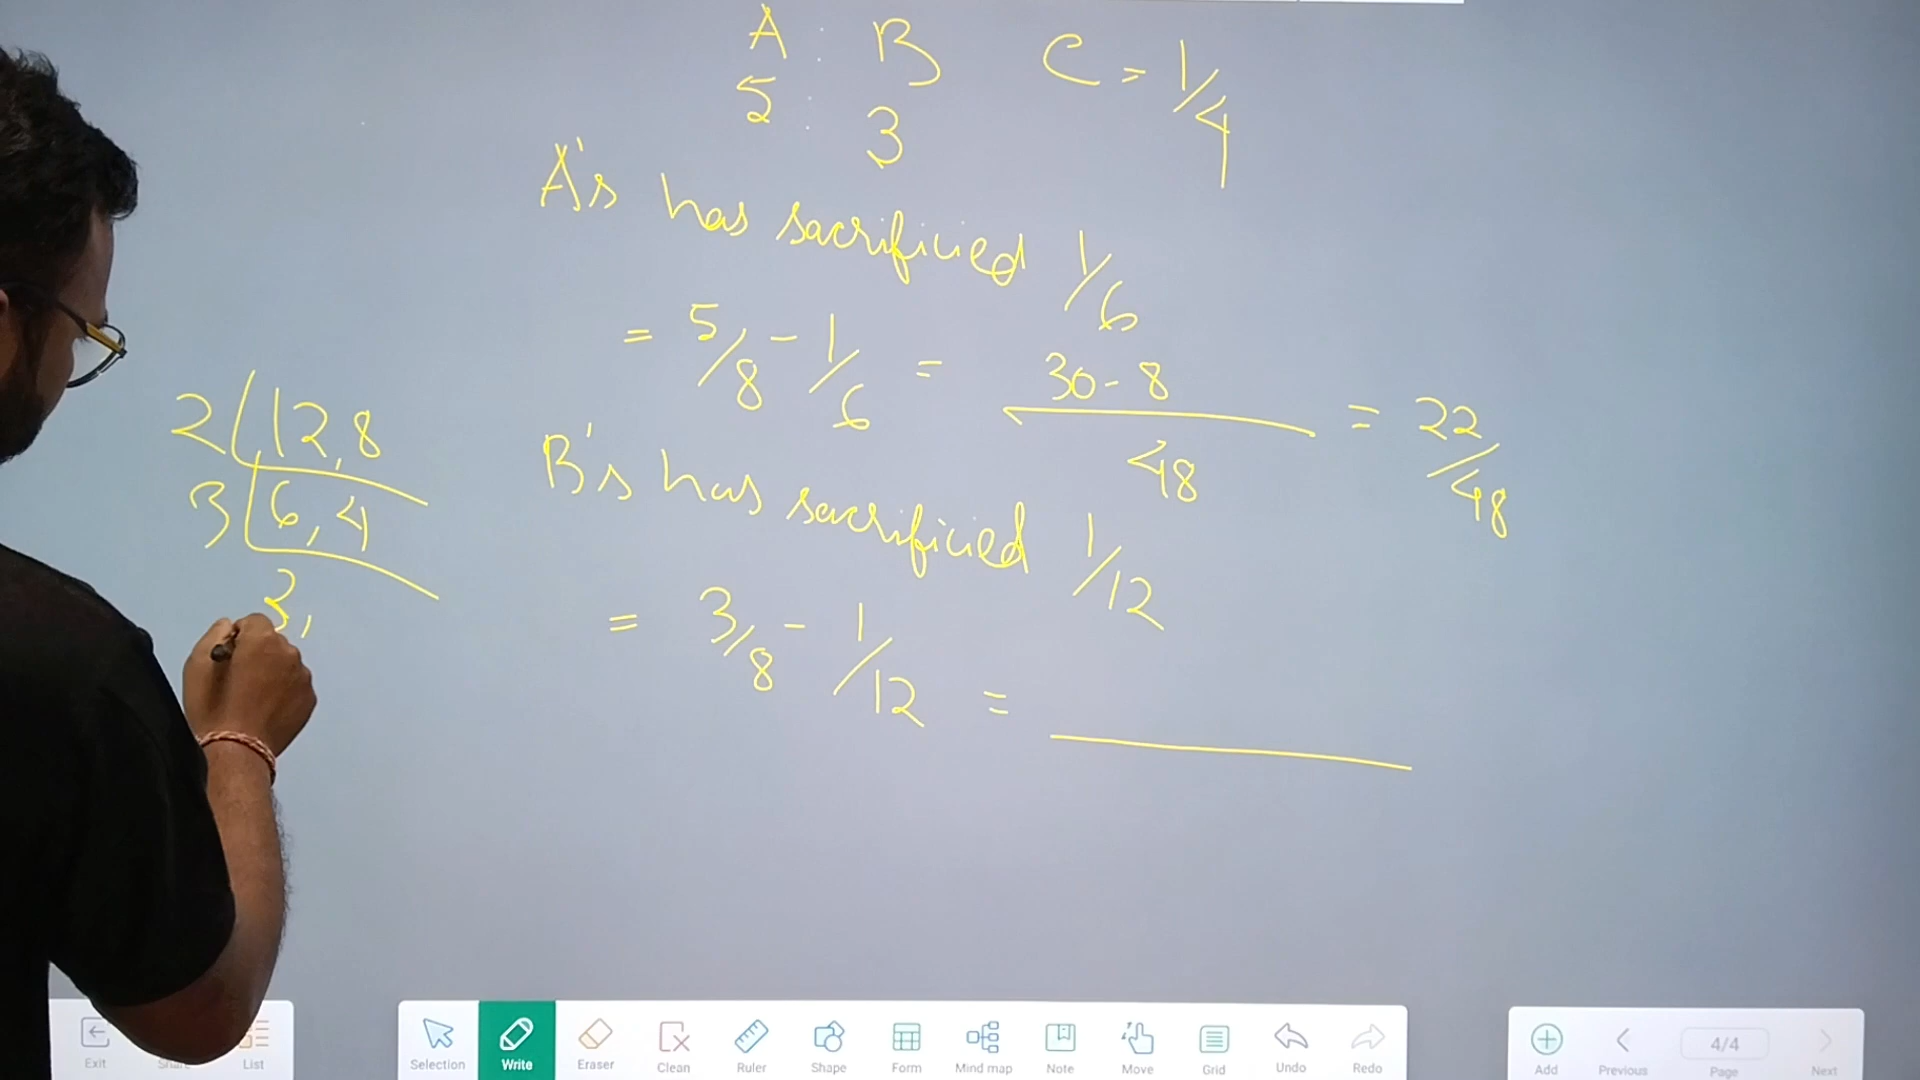 A : B C = 1/4
5 : 3
A's has sacrificied 1/6
= 5/8 - 1/6 = 30-8/48 = 22/48
B's has sacrificied 1/12
= 3/8 - 1/12 =
2 12,8
3 6,4
Exit
List
Selection
Write
Eraser
Clean
Ruler
Shape
Form
Mind map
Note
Move
Grid
Undo
Redo
Add
Previous
4/4
Page
Next